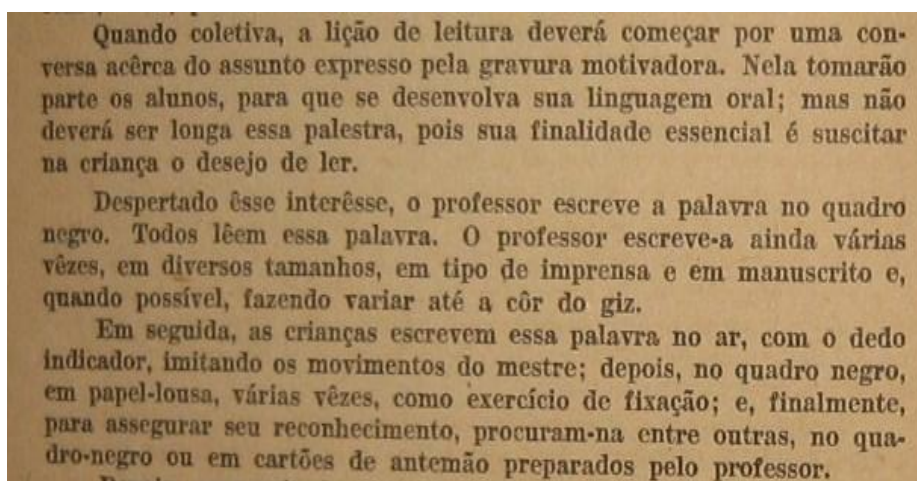 Quando coletiva, a lição de leitura deverá começar por uma con-
versa acêrca do assunto expresso pela gravura motivadora. Nela tomarão
parte os alunos, para que se desenvolva sua linguagem oral; mas não
deverá ser longa essa palestra, pois sua finalidade essencial é suscitar
na criança o desejo de ler.
Despertado êsse interêsse, o professor escreve a palavra no quadro
negro. Todos lêem essa palavra. O professor escreve-a ainda várias
vêzes, em diversos tamanhos, em tipo de imprensa e em manuscrito e,
quando possível, fazendo variar até a côr do giz.
Em seguida, as crianças escrevem essa palavra no ar, com o dedo
indicador, imitando os movimentos do mestre; depois, no quadro negro,
em papel-lousa, várias vêzes, como exercício de fixação; e, finalmente,
para assegurar seu reconhecimento, procuram-na entre outras, no qua-
dro-negro ou em cartões de antemão preparados pelo professor.